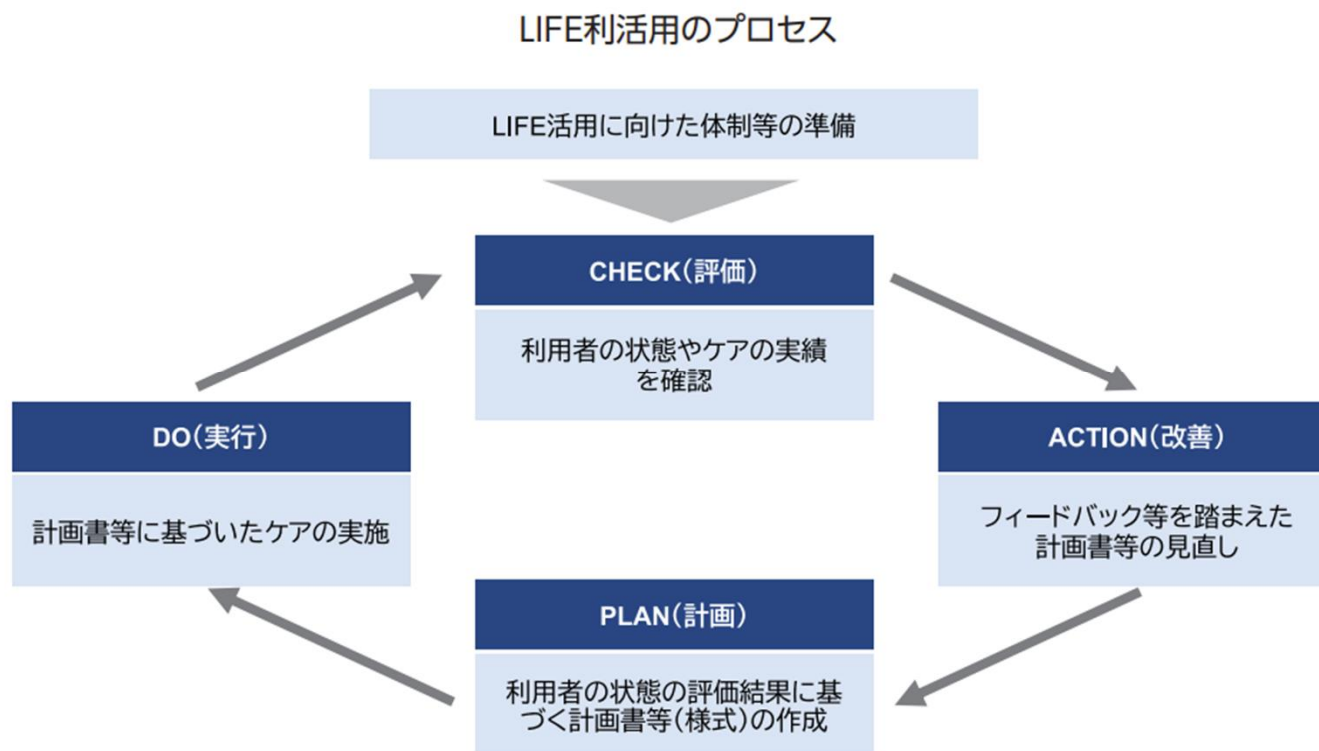 LIFE利活用のプロセス
LIFE活用に向けた体制等の準備
CHECK(評価)
利用者の状態やケアの実績
を確認
DO(実行)
計画書等に基づいたケアの実施
ACTION(改善)
フィードバック等を踏まえた
計画書等の見直し
PLAN(計画)
利用者の状態の評価結果に基
づく計画書等(様式)の作成